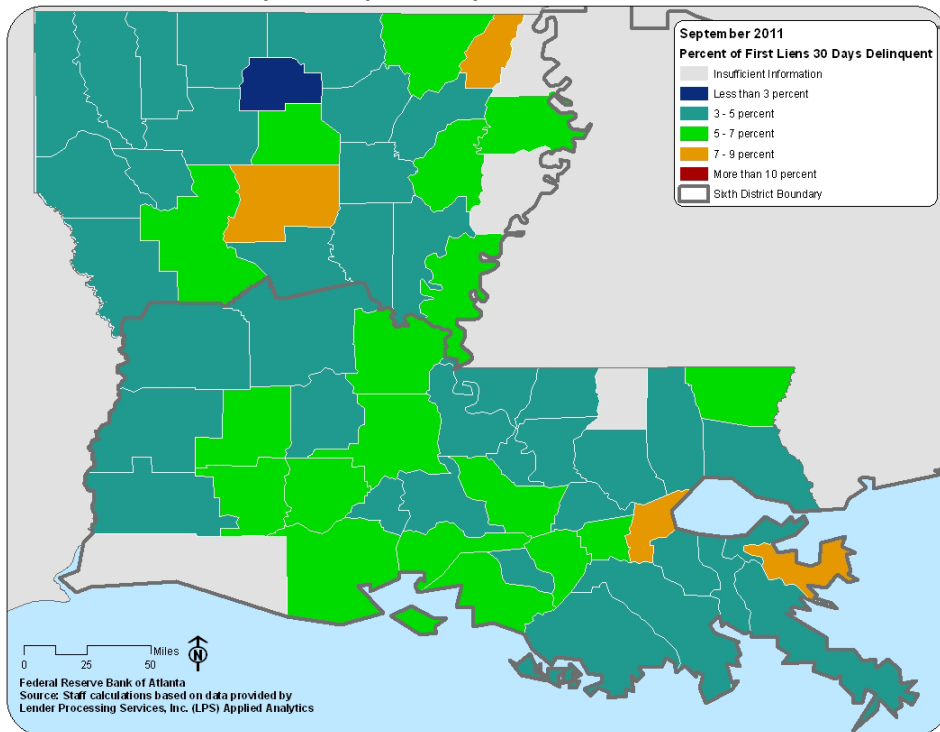 September 2011
Percent of First Liens 30 Days Delinquent
Insufficient Information
Less than 3 percent
3 - 5 percent
5 - 7 percent
7 - 9 percent
More than 10 percent
Sixth District Boundary
Miles
0 25 50
N
Federal Reserve Bank of Atlanta
Source: Staff calculations based on data provided by
Lender Processing Services, Inc. (LPS) Applied Analytics